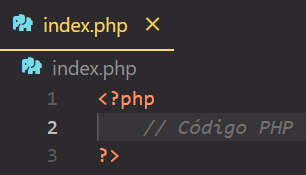 index.php ×
index.php
1 <?php
2 // Código PHP
3 ?>